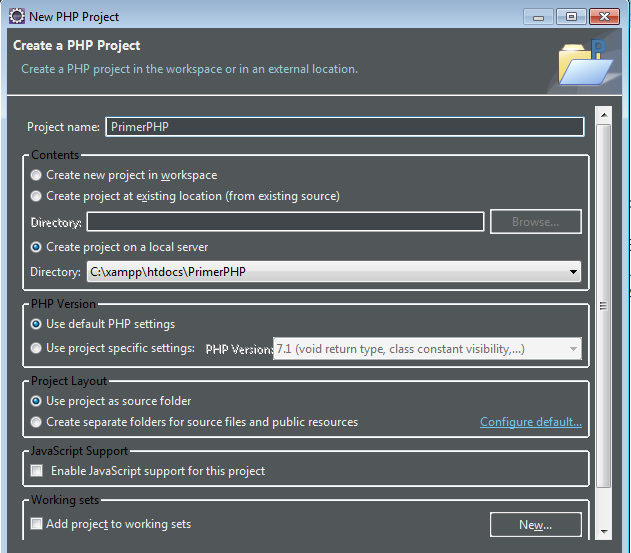 New PHP Project
Create a PHP Project
Create a PHP project in the workspace or in an external location.
Project name: PrimerPHP
Contents
Create new project in workspace
Create project at existing location (from existing source)
Directory: Browse...
Create project on a local server
Directory: C:\xampp\htdocs\PrimerPHP
PHP Version
Use default PHP settings
Use project specific settings: PHP Version: 7.1 (void return type, class constant visibility,...)
Project Layout
Use project as source folder
Create separate folders for source files and public resources Configure default...
JavaScript Support
Enable JavaScript support for this project
Working sets
Add project to working sets New...